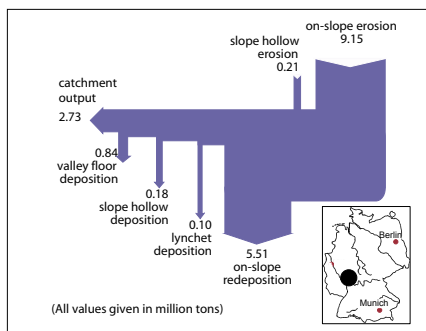 on-slope erosion
9.15
slope hollow
erosion
0.21
catchment
output
2.73
0.84
valley floor
deposition
0.18
slope hollow
deposition
0.10
lynchet
deposition
5.51
on-slope
redeposition
Berlin
Munich
(All values given in million tons)